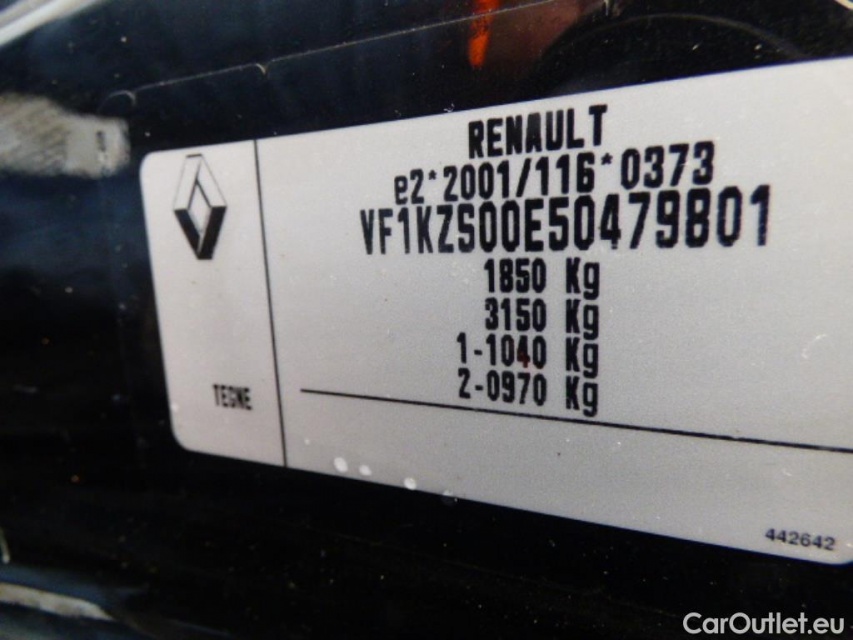 RENAULT
e2*2001/116*0373
VF1KZS00E50479801
1850 Kg
3150 Kg
1-1040 Kg
2-0970 Kg
TEGNE
442642
CarOutlet.eu